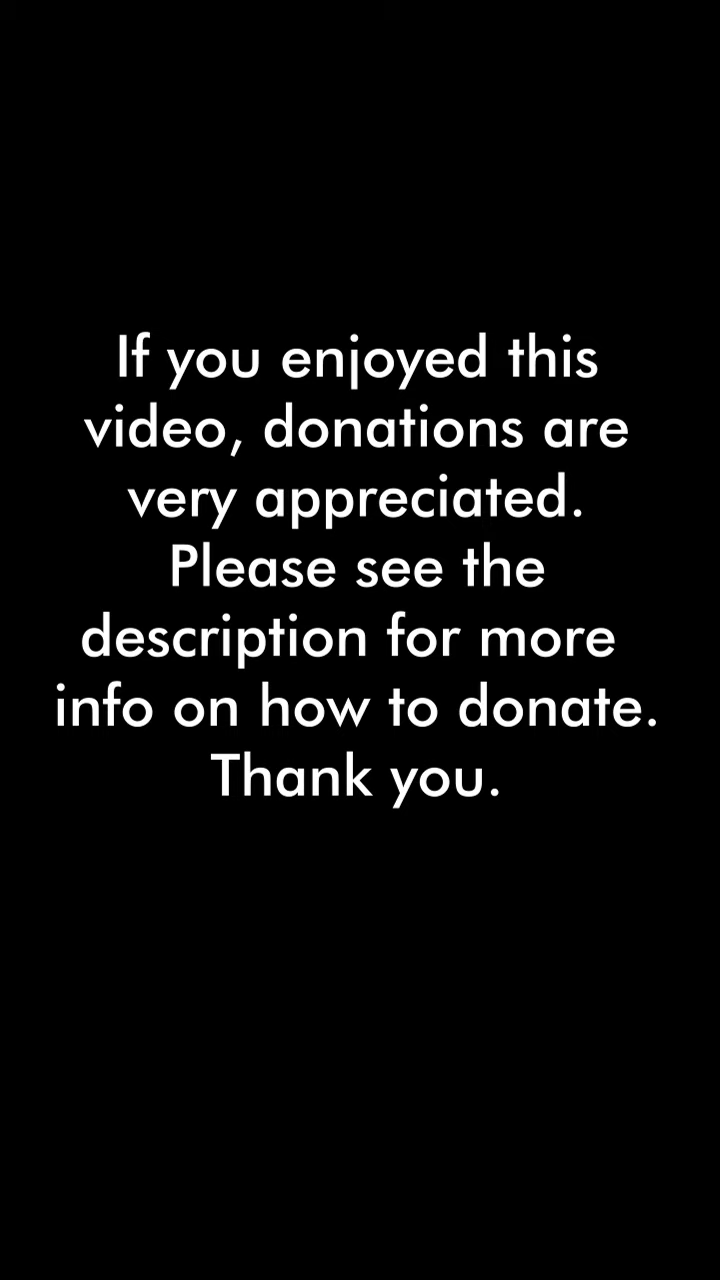 If you enjoyed this
video, donations are
very appreciated.
Please see the
description for more
info on how to donate.
Thank you.